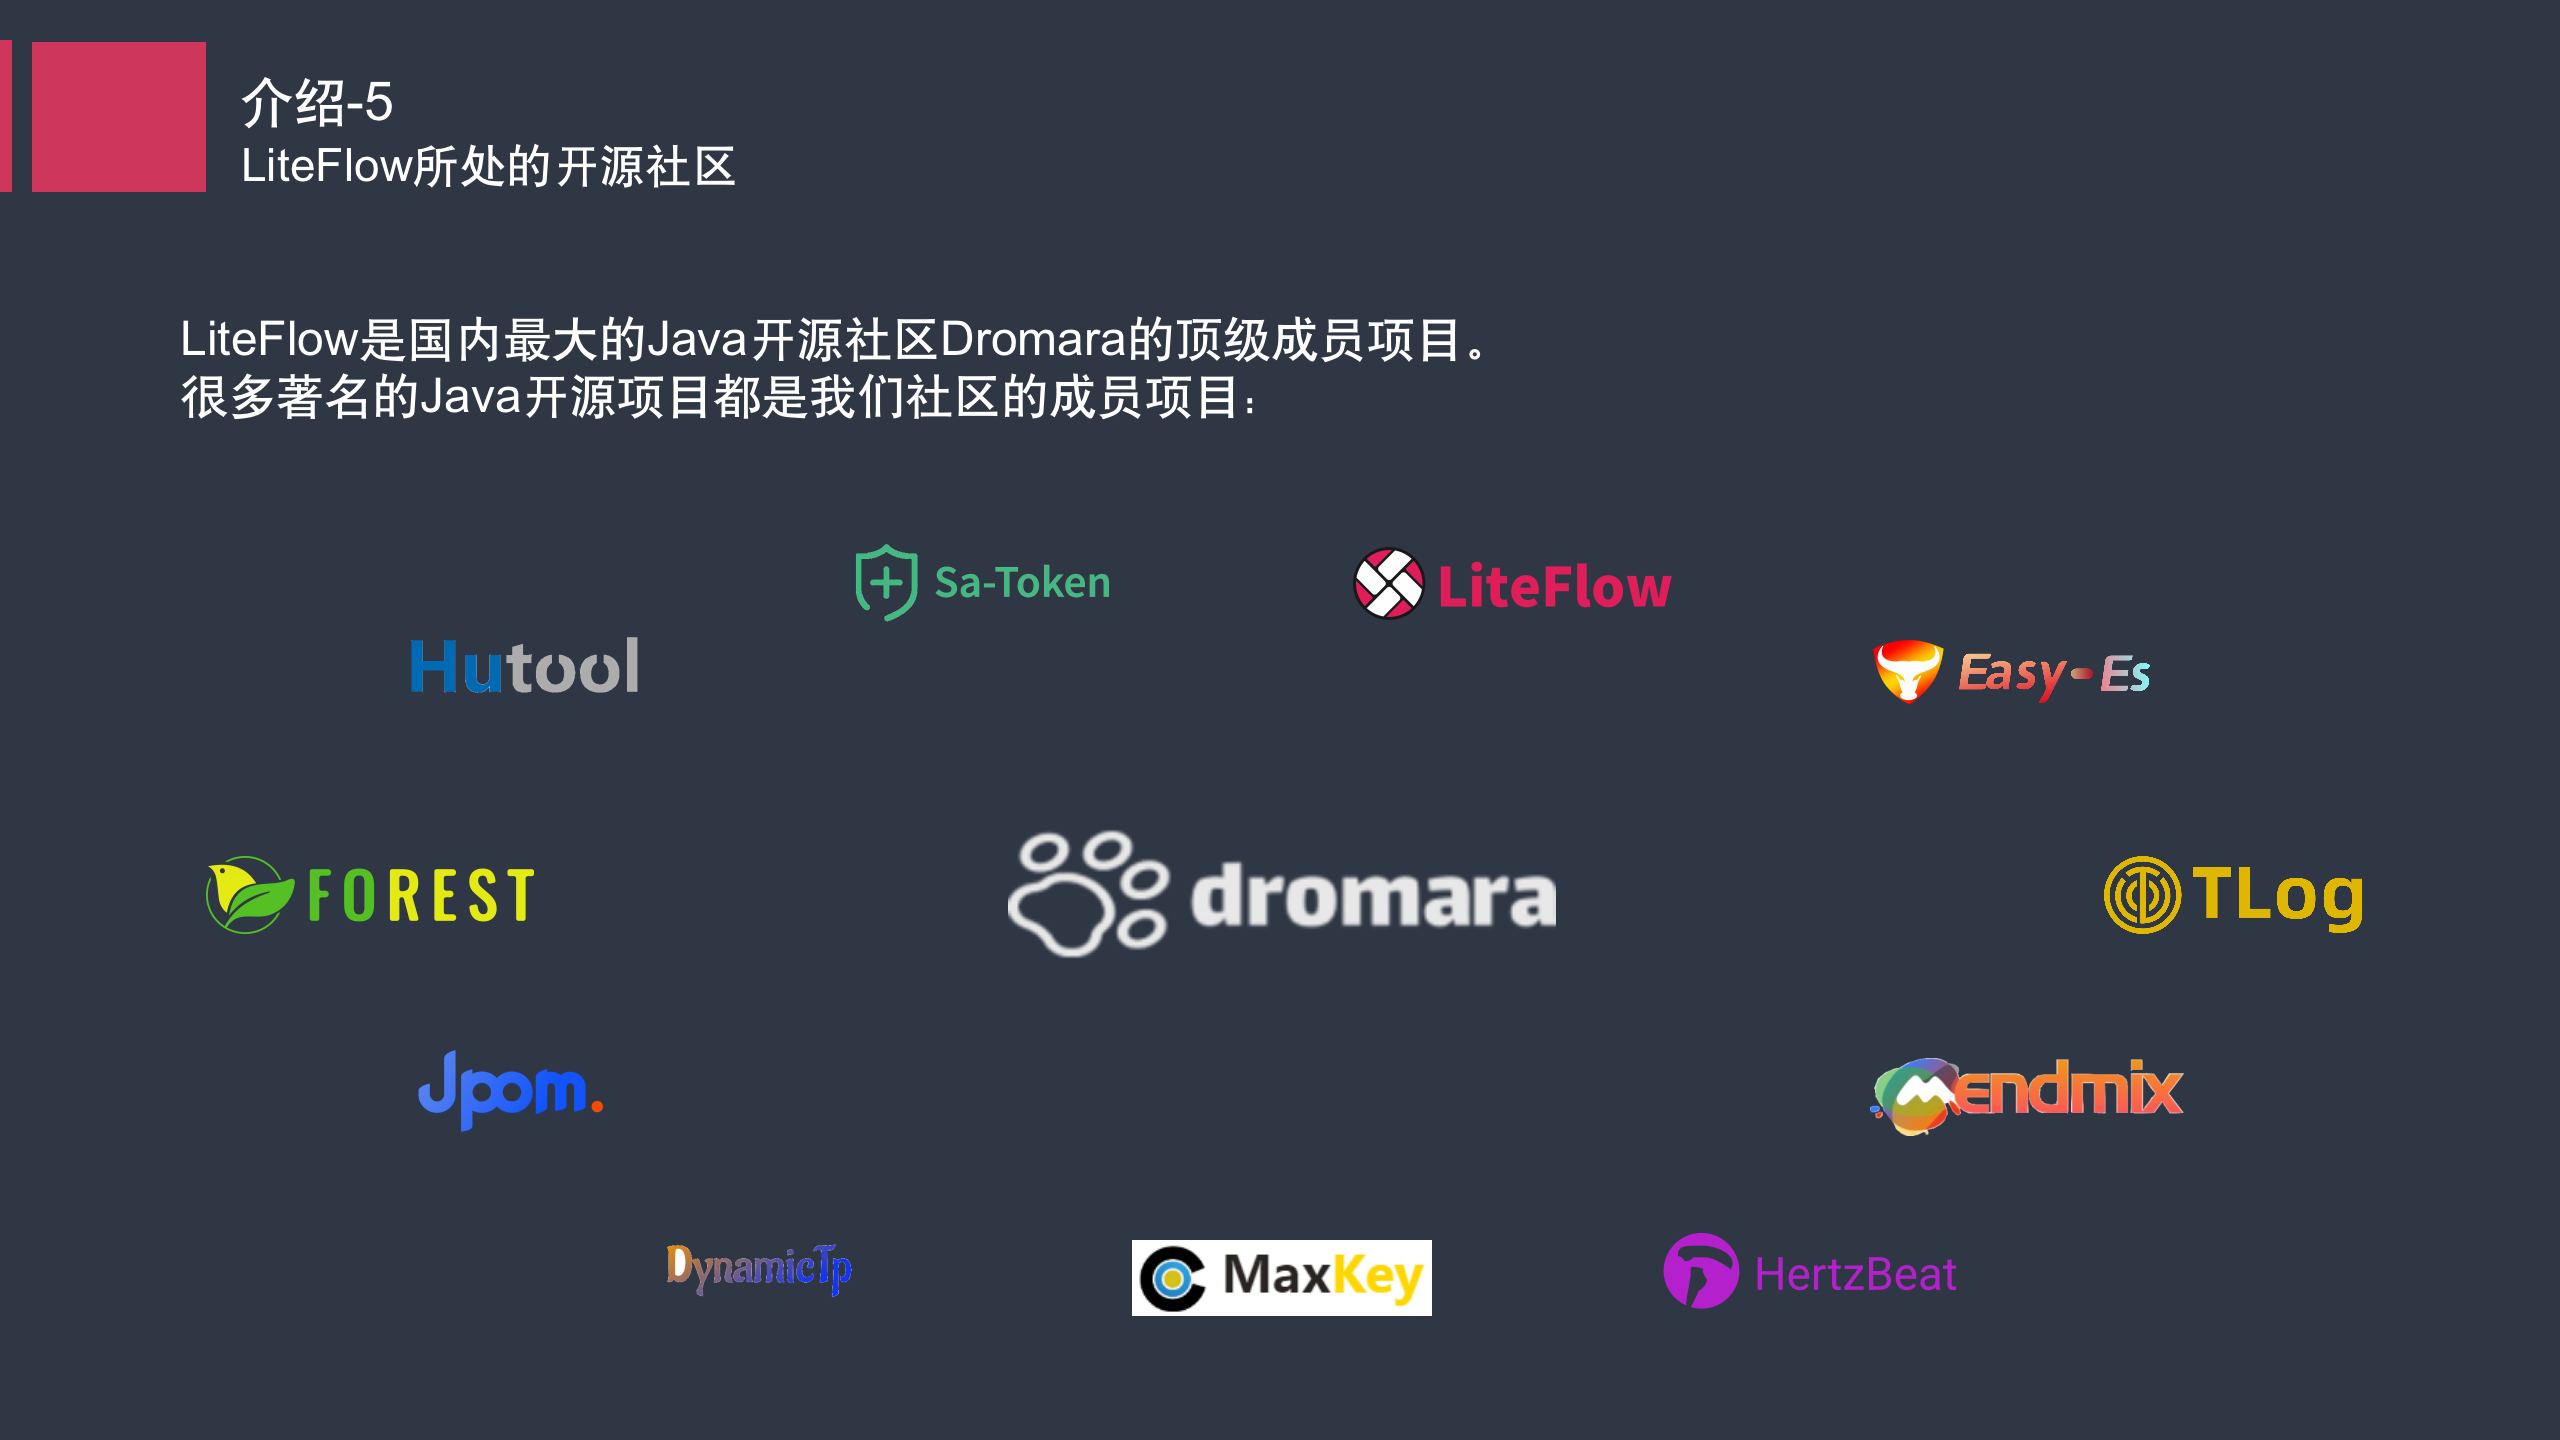 介绍-5
LiteFlow所处的开源社区
LiteFlow是国内最大的Java开源社区Dromara的顶级成员项目。
很多著名的Java开源项目都是我们社区的成员项目：
Sa-Token
LiteFlow
Hutool
Easy-Es
FOREST
dromara
TLog
Jpom.
Mendmix
DynamicTp
MaxKey
HertzBeat